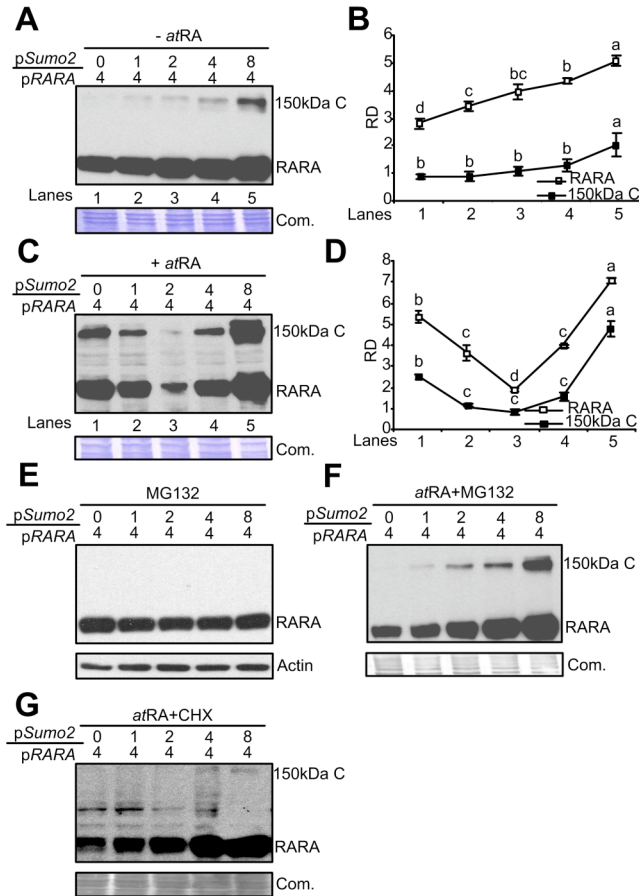 A
- atRA
pSumo2 0 1 2 4 8
pRARA 4 4 4 4 4
150kDa C
RARA
Lanes 1 2 3 4 5
Com.
B
6
5
4
3
2
1
0
RD
d c bc b a
b b b b a
RARA
150kDa C
Lanes 1 2 3 4 5
C
+ atRA
pSumo2 0 1 2 4 8
pRARA 4 4 4 4 4
150kDa C
RARA
Lanes 1 2 3 4 5
Com.
D
8
7
6
5
4
3
2
1
0
RD
b c d c a
b c c c a
RARA
150kDa C
Lanes 1 2 3 4 5
E
MG132
pSumo2 0 1 2 4 8
pRARA 4 4 4 4 4
RARA
Actin
F
atRA+MG132
pSumo2 0 1 2 4 8
pRARA 4 4 4 4 4
150kDa C
RARA
Com.
G
atRA+CHX
pSumo2 0 1 2 4 8
pRARA 4 4 4 4 4
150kDa C
RARA
Com.